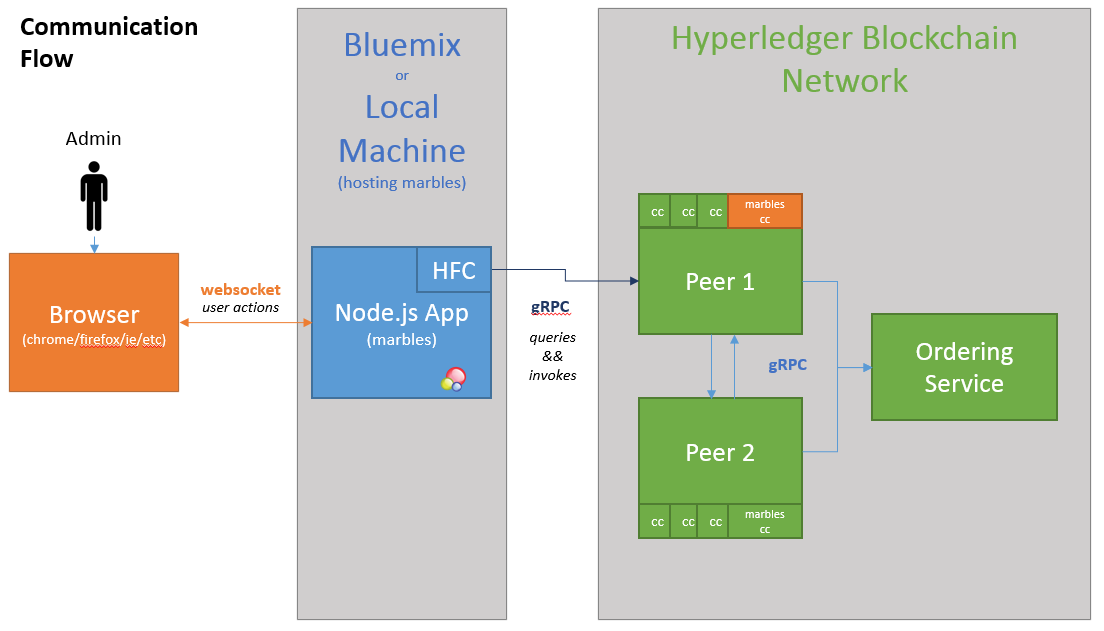 Communication
Flow
Admin
Browser
(chrome/firefox/ie/etc)
websocket
user actions
Bluemix
or
Local
Machine
(hosting marbles)
HFC
Node.js App
(marbles)
gRPC
queries
&&
invokes
Hyperledger Blockchain
Network
cc cc cc marbles
cc
Peer 1
gRPC
Ordering
Service
Peer 2
cc cc cc marbles
cc